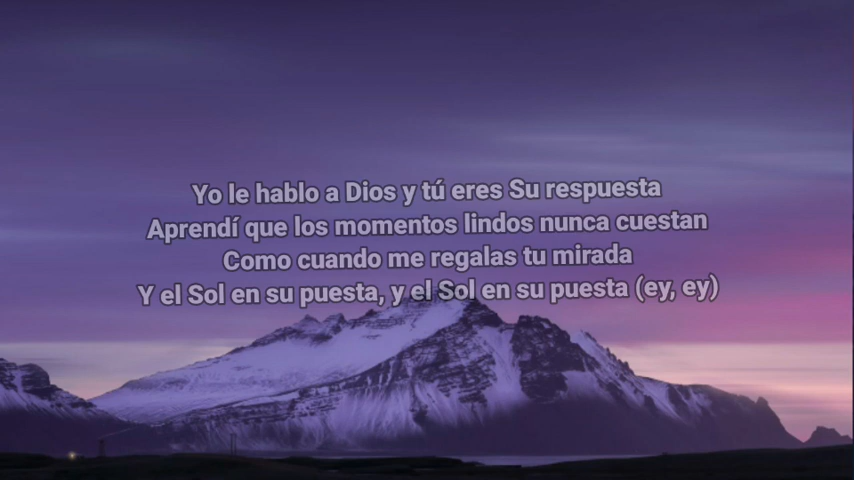 Yo le hablo a Dios y tú eres Su respuesta
Aprendí que los momentos lindos nunca cuestan
Como cuando me regalas tu mirada
Y el Sol en su puesta, y el Sol en su puesta (ey, ey)